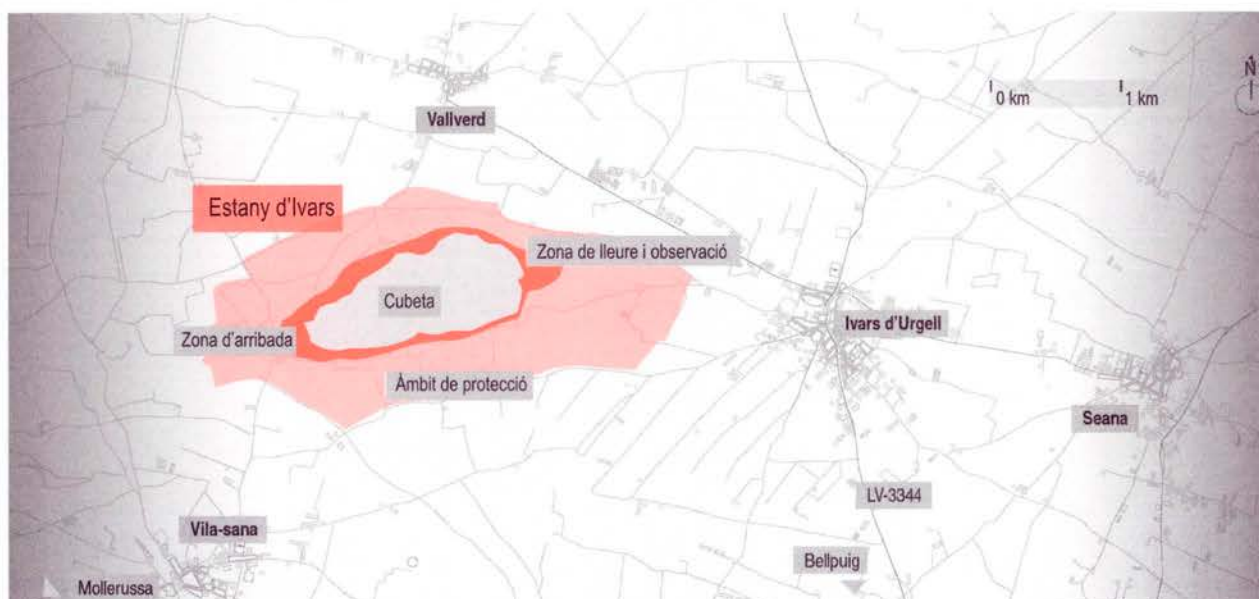 N
0 km
1 km
Vallverd
Estany d'Ivars
Zona de lleure i observació
Cubeta
Ivars d'Urgell
Zona d'arribada
Àmbit de protecció
Seana
LV-3344
Vila-sana
Bellpuig
Mollerussa